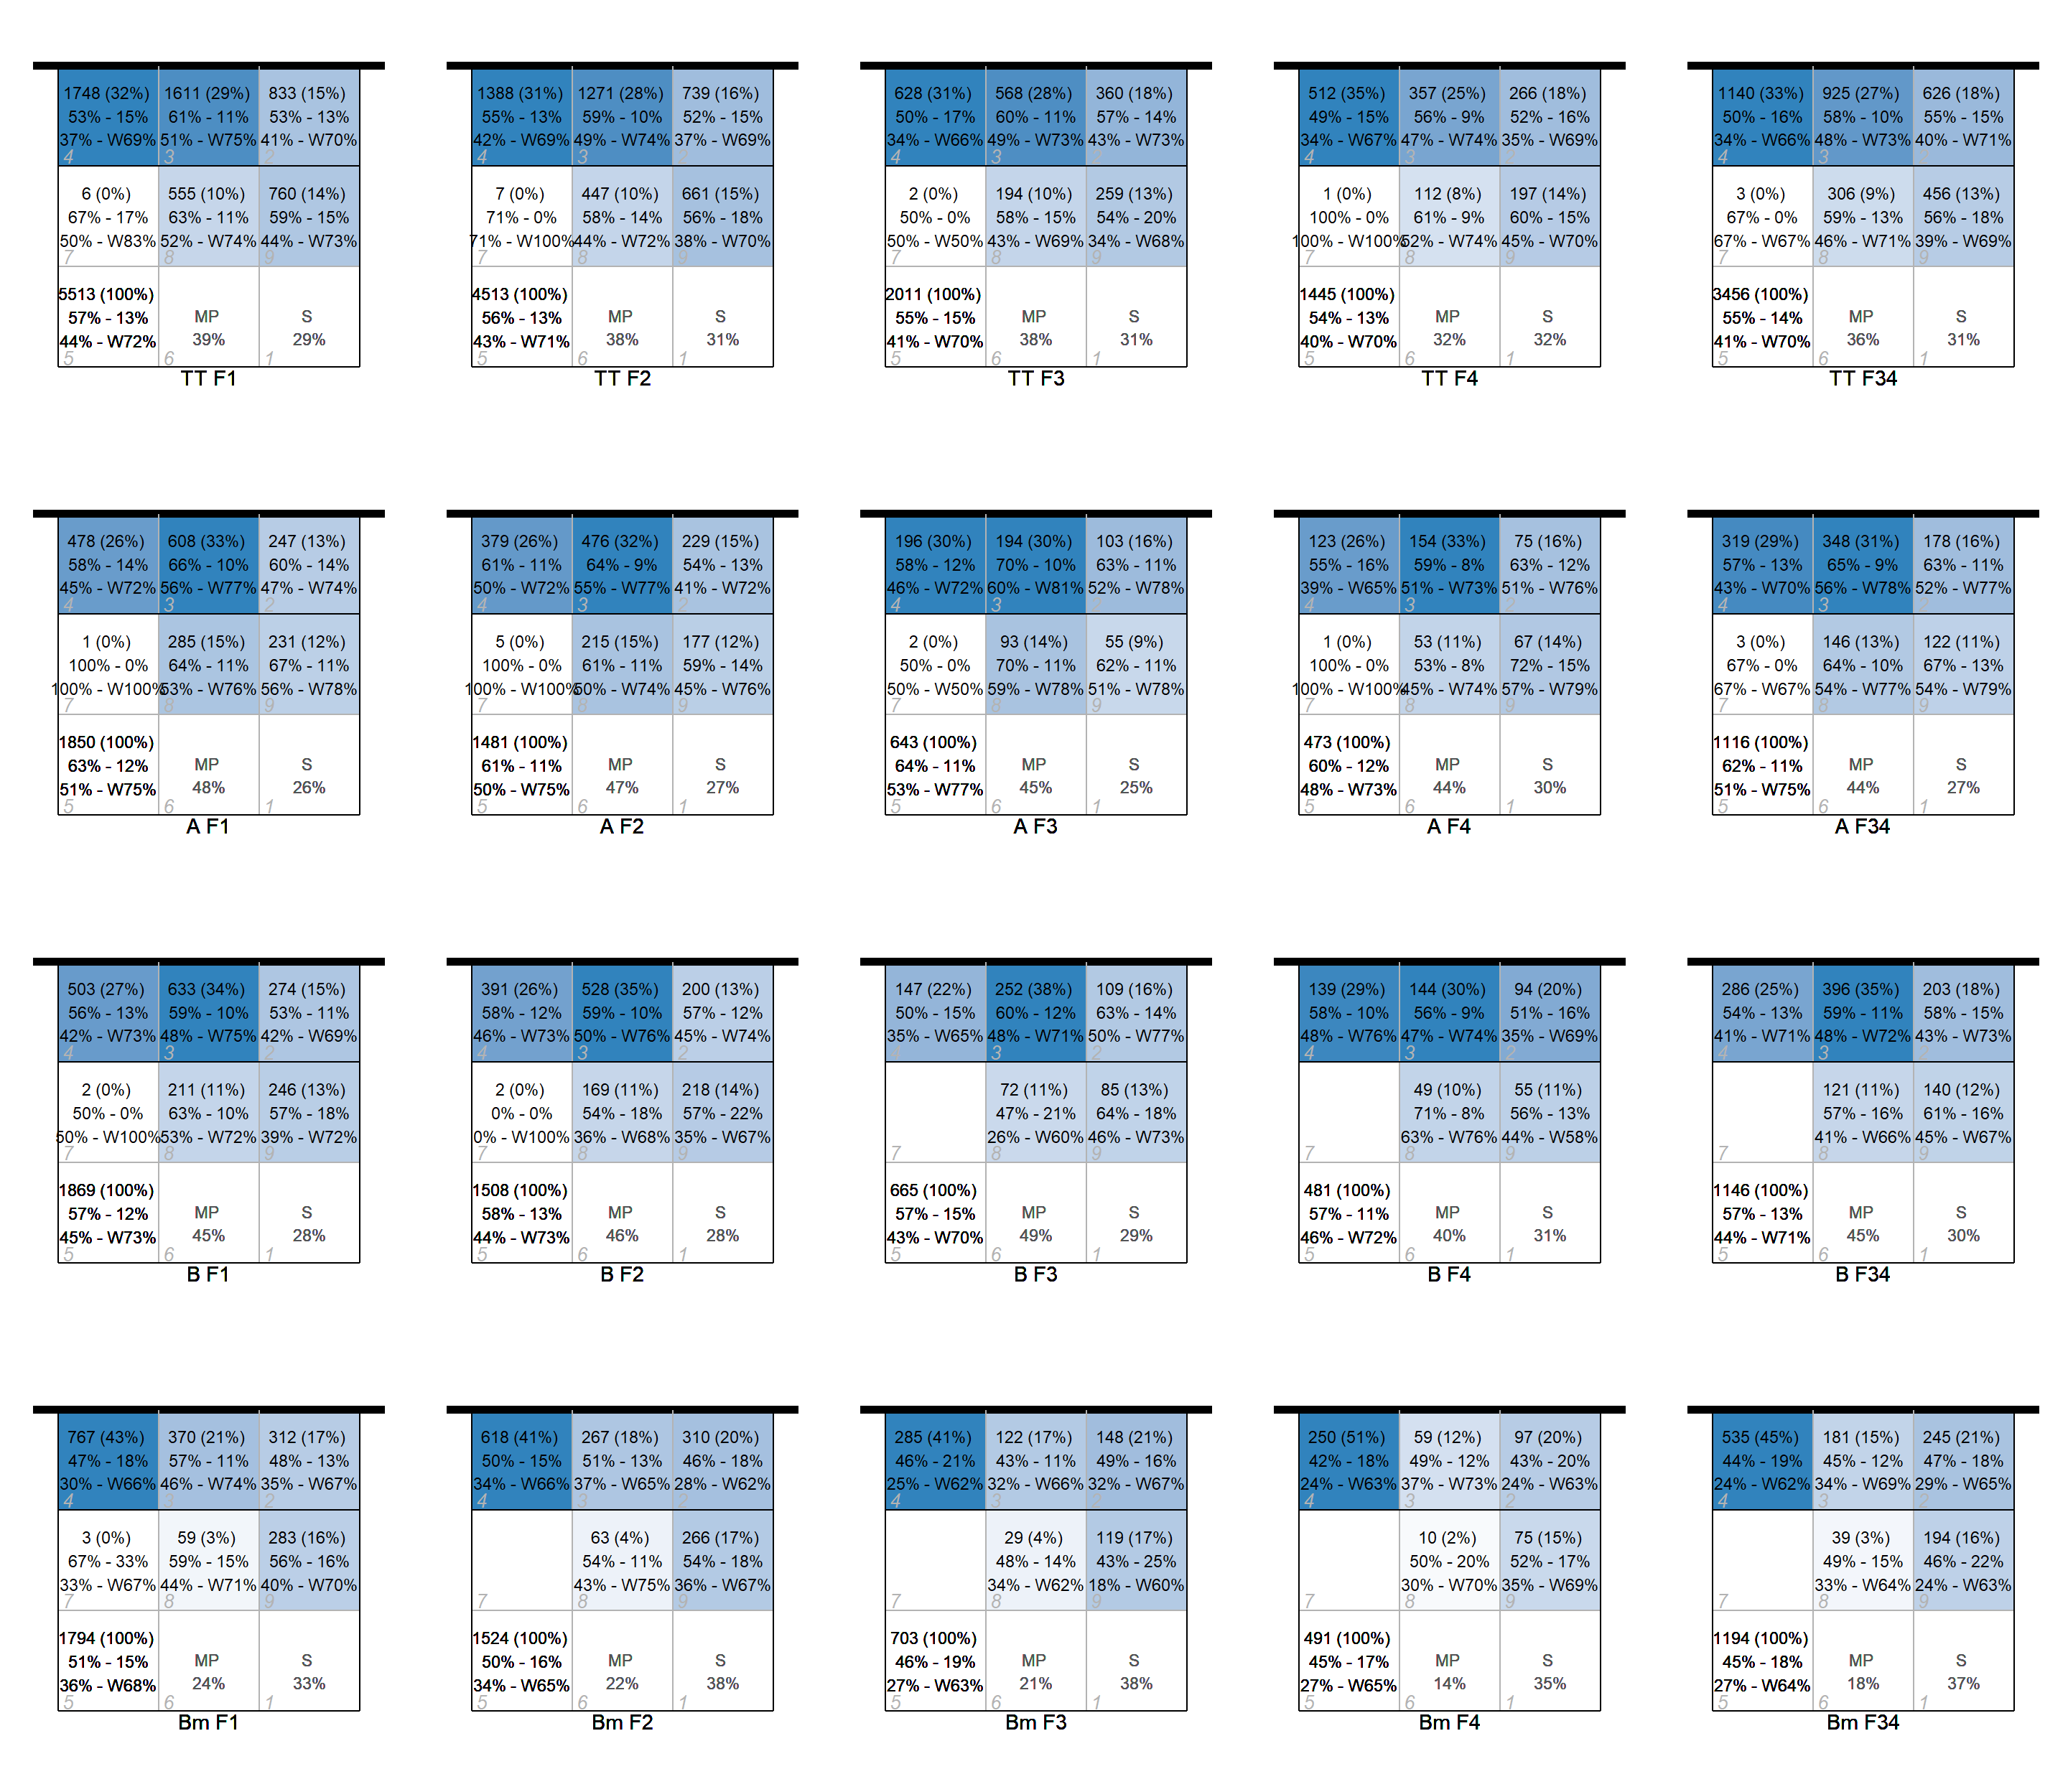 1748 (32%) 1611 (29%) 833 (15%)
53% - 15% 61% - 11% 53% - 13%
37% - W69% 51% - W75% 41% - W70%
4 3 2
6 (0%) 555 (10%) 760 (14%)
67% - 17% 63% - 11% 59% - 15%
50% - W83% 52% - W74% 44% - W73%
7 8 9
5513 (100%)
57% - 13% MP S
44% - W72% 39% 29%
5 6 1
TT F1
1388 (31%) 1271 (28%) 739 (16%)
55% - 13% 59% - 10% 52% - 15%
42% - W69% 49% - W74% 37% - W69%
4 3 2
7 (0%) 447 (10%) 661 (15%)
71% - 0% 58% - 14% 56% - 18%
71% - W100% 44% - W72% 38% - W70%
7 8 9
4513 (100%)
56% - 13% MP S
43% - W71% 38% 31%
5 6 1
TT F2
628 (31%) 568 (28%) 360 (18%)
50% - 17% 60% - 11% 57% - 14%
34% - W66% 49% - W73% 43% - W73%
4 3 2
2 (0%) 194 (10%) 259 (13%)
50% - 0% 58% - 15% 54% - 20%
50% - W50% 43% - W69% 34% - W68%
7 8 9
2011 (100%)
55% - 15% MP S
41% - W70% 38% 31%
5 6 1
TT F3
512 (35%) 357 (25%) 266 (18%)
49% - 15% 56% - 9% 52% - 16%
34% - W67% 47% - W74% 35% - W69%
4 3 2
1 (0%) 112 (8%) 197 (14%)
100% - 0% 61% - 9% 60% - 15%
100% - W100% 52% - W74% 45% - W70%
7 8 9
1445 (100%)
54% - 13% MP S
40% - W70% 32% 32%
5 6 1
TT F4
1140 (33%) 925 (27%) 626 (18%)
50% - 16% 58% - 10% 55% - 15%
34% - W66% 48% - W73% 40% - W71%
4 3 2
3 (0%) 306 (9%) 456 (13%)
67% - 0% 59% - 13% 56% - 18%
67% - W67% 46% - W71% 39% - W69%
7 8 9
3456 (100%)
55% - 14% MP S
41% - W70% 36% 31%
5 6 1
TT F34
478 (26%) 608 (33%) 247 (13%)
58% - 14% 66% - 10% 60% - 14%
45% - W72% 56% - W77% 47% - W74%
4 3 2
1 (0%) 285 (15%) 231 (12%)
100% - 0% 64% - 11% 67% - 11%
100% - W100% 53% - W76% 56% - W78%
7 8 9
1850 (100%)
63% - 12% MP S
51% - W75% 48% 26%
5 6 1
A F1
379 (26%) 476 (32%) 229 (15%)
61% - 11% 64% - 9% 54% - 13%
50% - W72% 55% - W77% 41% - W72%
4 3 2
5 (0%) 215 (15%) 177 (12%)
100% - 0% 61% - 11% 59% - 14%
100% - W100% 50% - W74% 45% - W76%
7 8 9
1481 (100%)
61% - 11% MP S
50% - W75% 47% 27%
5 6 1
A F2
196 (30%) 194 (30%) 103 (16%)
58% - 12% 70% - 10% 63% - 11%
46% - W72% 60% - W81% 52% - W78%
4 3 2
2 (0%) 93 (14%) 55 (9%)
50% - 0% 70% - 11% 62% - 11%
50% - W50% 59% - W78% 51% - W78%
7 8 9
643 (100%)
64% - 11% MP S
53% - W77% 45% 25%
5 6 1
A F3
123 (26%) 154 (33%) 75 (16%)
55% - 16% 59% - 8% 63% - 12%
39% - W65% 51% - W73% 51% - W76%
4 3 2
1 (0%) 53 (11%) 67 (14%)
100% - 0% 53% - 8% 72% - 15%
100% - W100% 45% - W74% 57% - W79%
7 8 9
473 (100%)
60% - 12% MP S
48% - W73% 44% 30%
5 6 1
A F4
319 (29%) 348 (31%) 178 (16%)
57% - 13% 65% - 9% 63% - 11%
43% - W70% 56% - W78% 52% - W77%
4 3 2
3 (0%) 146 (13%) 122 (11%)
67% - 0% 64% - 10% 67% - 13%
67% - W67% 54% - W77% 54% - W79%
7 8 9
1116 (100%)
62% - 11% MP S
51% - W75% 44% 27%
5 6 1
A F34
503 (27%) 633 (34%) 274 (15%)
56% - 13% 59% - 10% 53% - 11%
42% - W73% 48% - W75% 42% - W69%
4 3 2
2 (0%) 211 (11%) 246 (13%)
50% - 0% 63% - 10% 57% - 18%
50% - W100% 53% - W72% 39% - W72%
7 8 9
1869 (100%)
57% - 12% MP S
45% - W73% 45% 28%
5 6 1
B F1
391 (26%) 528 (35%) 200 (13%)
58% - 12% 59% - 10% 57% - 12%
46% - W73% 50% - W76% 45% - W74%
4 3 2
2 (0%) 169 (11%) 218 (14%)
0% - 0% 54% - 18% 57% - 22%
0% - W100% 36% - W68% 35% - W67%
7 8 9
1508 (100%)
58% - 13% MP S
44% - W73% 46% 28%
5 6 1
B F2
147 (22%) 252 (38%) 109 (16%)
50% - 15% 60% - 12% 63% - 14%
35% - W65% 48% - W71% 50% - W77%
4 3 2
72 (11%) 85 (13%)
47% - 21% 64% - 18%
26% - W60% 46% - W73%
7 8 9
665 (100%)
57% - 15% MP S
43% - W70% 49% 29%
5 6 1
B F3
139 (29%) 144 (30%) 94 (20%)
58% - 10% 56% - 9% 51% - 16%
48% - W76% 47% - W74% 35% - W69%
4 3 2
49 (10%) 55 (11%)
71% - 8% 56% - 13%
63% - W76% 44% - W58%
7 8 9
481 (100%)
57% - 11% MP S
46% - W72% 40% 31%
5 6 1
B F4
286 (25%) 396 (35%) 203 (18%)
54% - 13% 59% - 11% 58% - 15%
41% - W71% 48% - W72% 43% - W73%
4 3 2
121 (11%) 140 (12%)
57% - 16% 61% - 16%
41% - W66% 45% - W67%
7 8 9
1146 (100%)
57% - 13% MP S
44% - W71% 45% 30%
5 6 1
B F34
767 (43%) 370 (21%) 312 (17%)
47% - 18% 57% - 11% 48% - 13%
30% - W66% 46% - W74% 35% - W67%
4 3 2
3 (0%) 59 (3%) 283 (16%)
67% - 33% 59% - 15% 56% - 16%
33% - W67% 44% - W71% 40% - W70%
7 8 9
1794 (100%)
51% - 15% MP S
36% - W68% 24% 33%
5 6 1
Bm F1
618 (41%) 267 (18%) 310 (20%)
50% - 15% 51% - 13% 46% - 18%
34% - W66% 37% - W65% 28% - W62%
4 3 2
63 (4%) 266 (17%)
54% - 11% 54% - 18%
43% - W75% 36% - W67%
7 8 9
1524 (100%)
50% - 16% MP S
34% - W65% 22% 38%
5 6 1
Bm F2
285 (41%) 122 (17%) 148 (21%)
46% - 21% 43% - 11% 49% - 16%
25% - W62% 32% - W66% 32% - W67%
4 3 2
29 (4%) 119 (17%)
48% - 14% 43% - 25%
34% - W62% 18% - W60%
7 8 9
703 (100%)
46% - 19% MP S
27% - W63% 21% 38%
5 6 1
Bm F3
250 (51%) 59 (12%) 97 (20%)
42% - 18% 49% - 12% 43% - 20%
24% - W63% 37% - W73% 24% - W63%
4 3 2
10 (2%) 75 (15%)
50% - 20% 52% - 17%
30% - W70% 35% - W69%
7 8 9
491 (100%)
45% - 17% MP S
27% - W65% 14% 35%
5 6 1
Bm F4
535 (45%) 181 (15%) 245 (21%)
44% - 19% 45% - 12% 47% - 18%
24% - W62% 34% - W69% 29% - W65%
4 3 2
39 (3%) 194 (16%)
49% - 15% 46% - 22%
33% - W64% 24% - W63%
7 8 9
1194 (100%)
45% - 18% MP S
27% - W64% 18% 37%
5 6 1
Bm F34